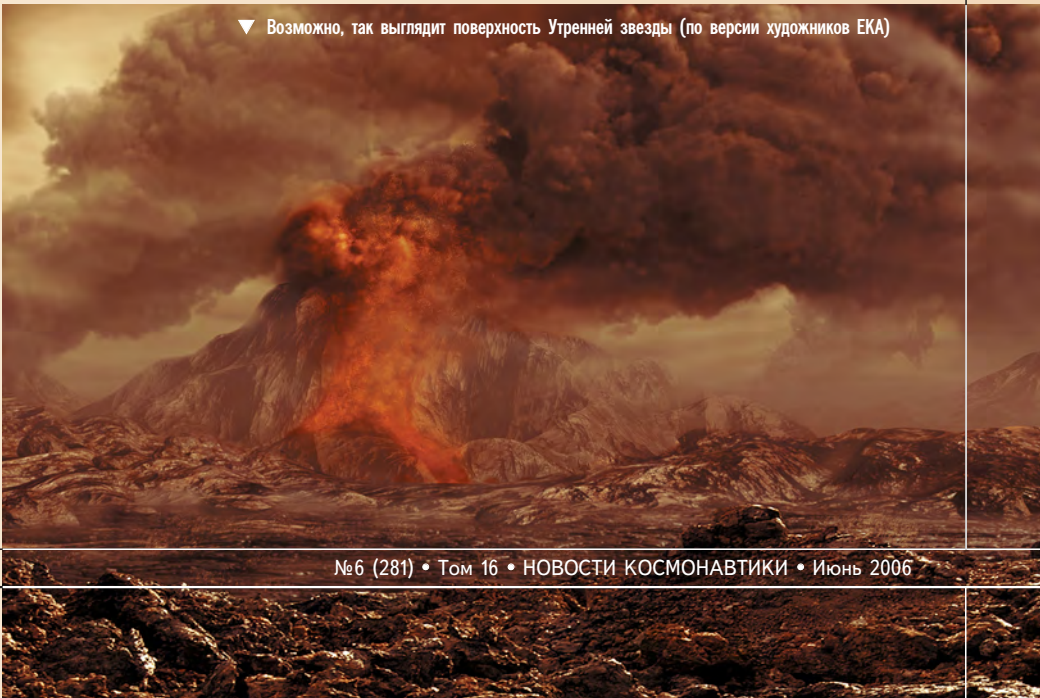 ▼ Возможно, так выглядит поверхность Утренней звезды (по версии художников ЕКА)
№6 (281) • Том 16 • НОВОСТИ КОСМОНАВТИКИ • Июнь 2006